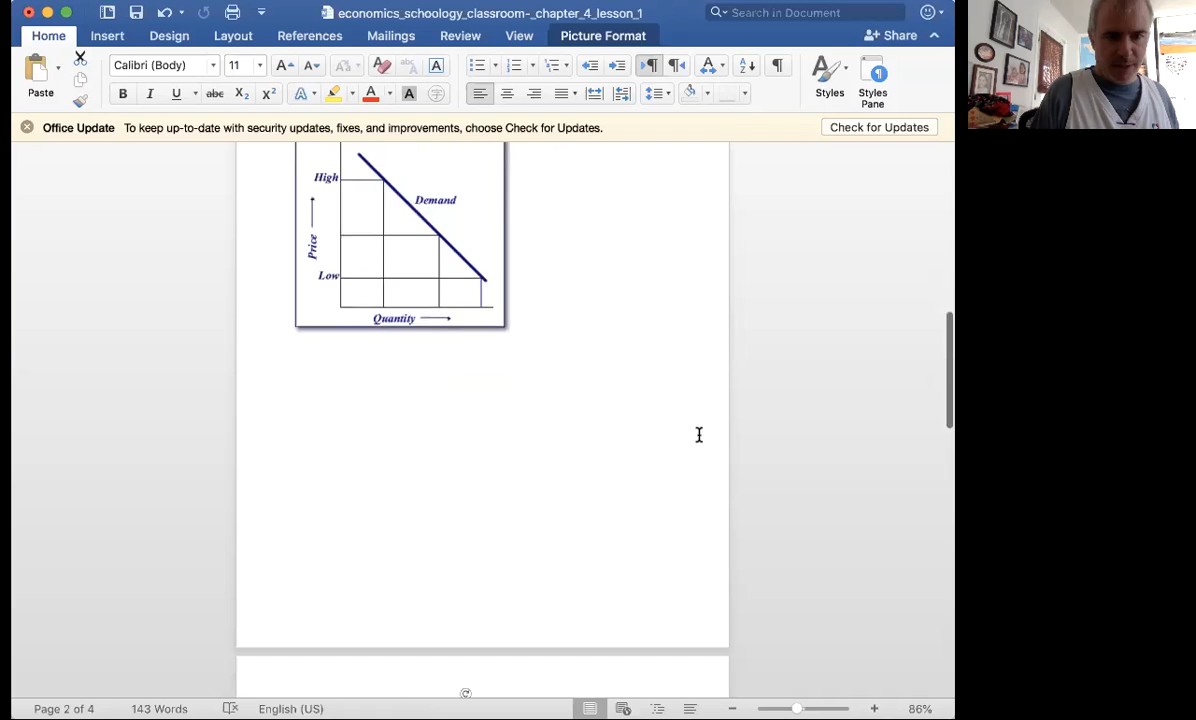 economics_schoology_classroom-_chapter_4_lesson_1
Search in Document
Home Insert Design Layout References Mailings Review View Picture Format Share
Paste
Calibri (Body) 11
Styles
Styles Pane
Office Update To keep up-to-date with security updates, fixes, and improvements, choose Check for Updates.
Check for Updates
High
Demand
Price
Low
Quantity
Page 2 of 4 143 Words English (US) 86%